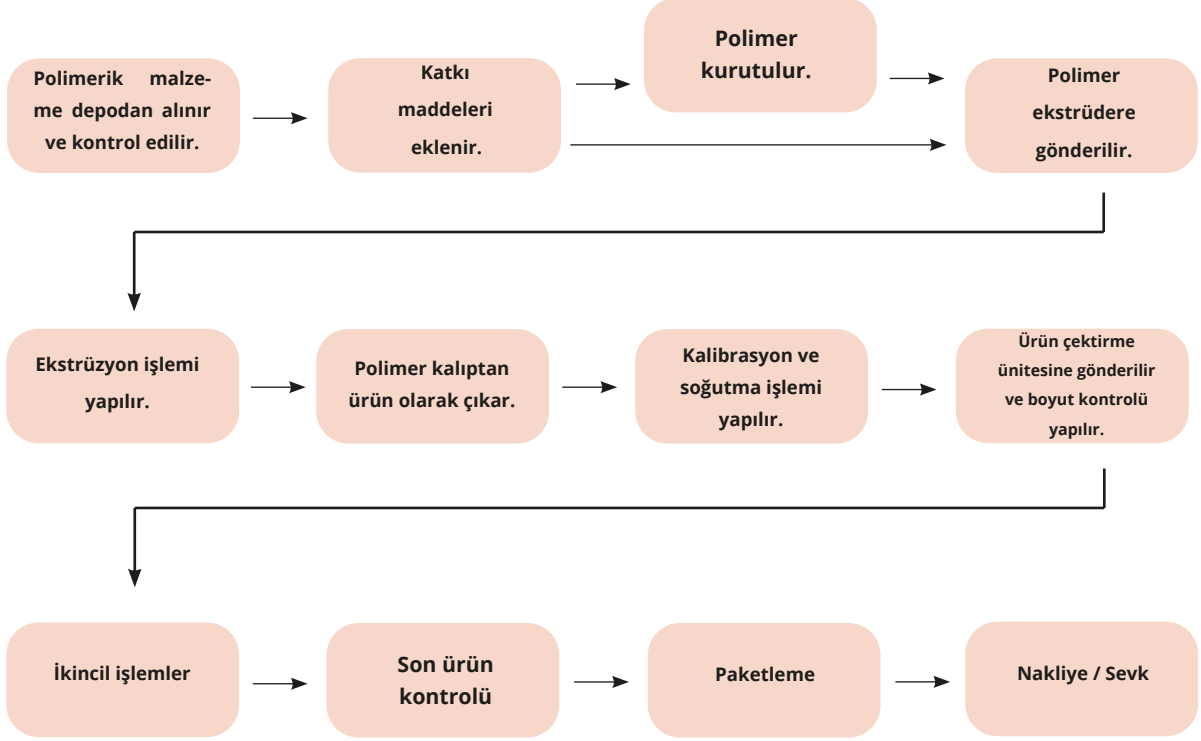 Polimerik malze-
me depodan alınır
ve kontrol edilir.
Katkı
maddeleri
eklenir.
Polimer
kurutulur.
Polimer
ekstrüdere
gönderilir.
Ekstrüzyon işlemi
yapılır.
Polimer kalıptan
ürün olarak çıkar.
Kalibrasyon ve
soğutma işlemi
yapılır.
Ürün çektirme
ünitesine gönderilir
ve boyut kontrolü
yapılır.
İkincil işlemler
Son ürün
kontrolü
Paketleme
Nakliye / Sevk